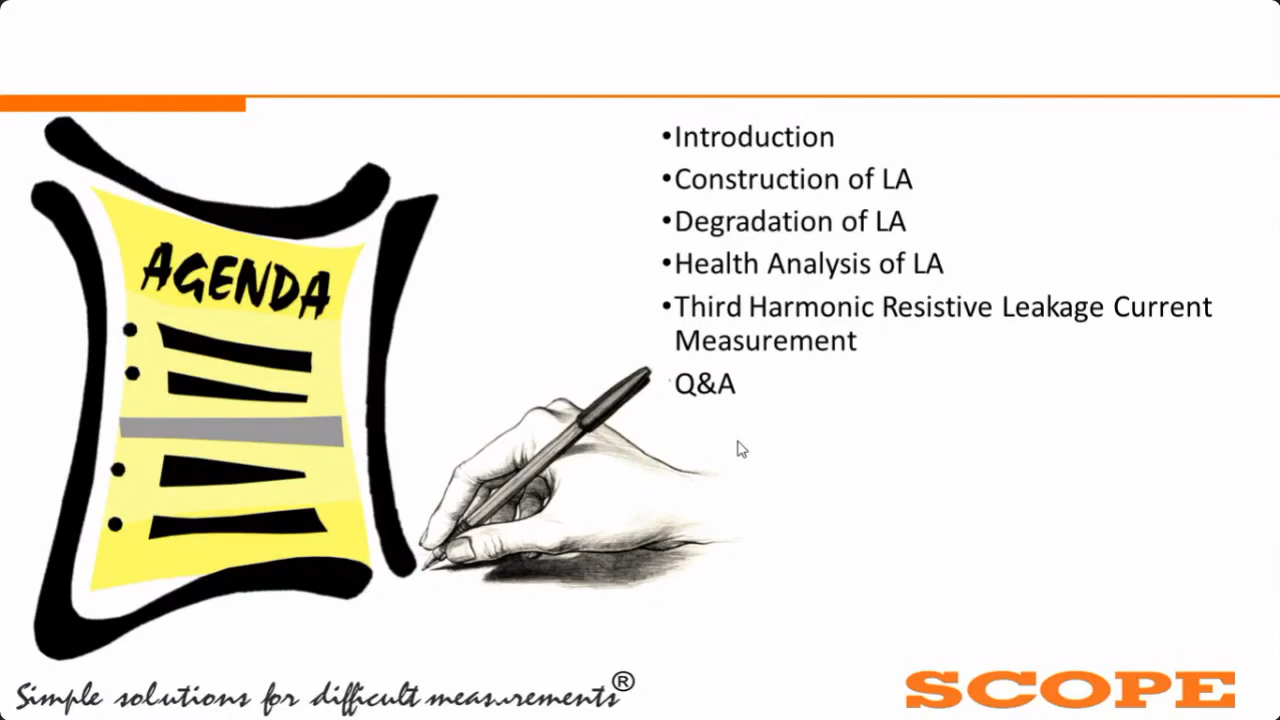 AGENDA
•Introduction
•Construction of LA
•Degradation of LA
•Health Analysis of LA
•Third Harmonic Resistive Leakage Current
Measurement
Q&A
Simple solutions for difficult measurements®
SCOPE